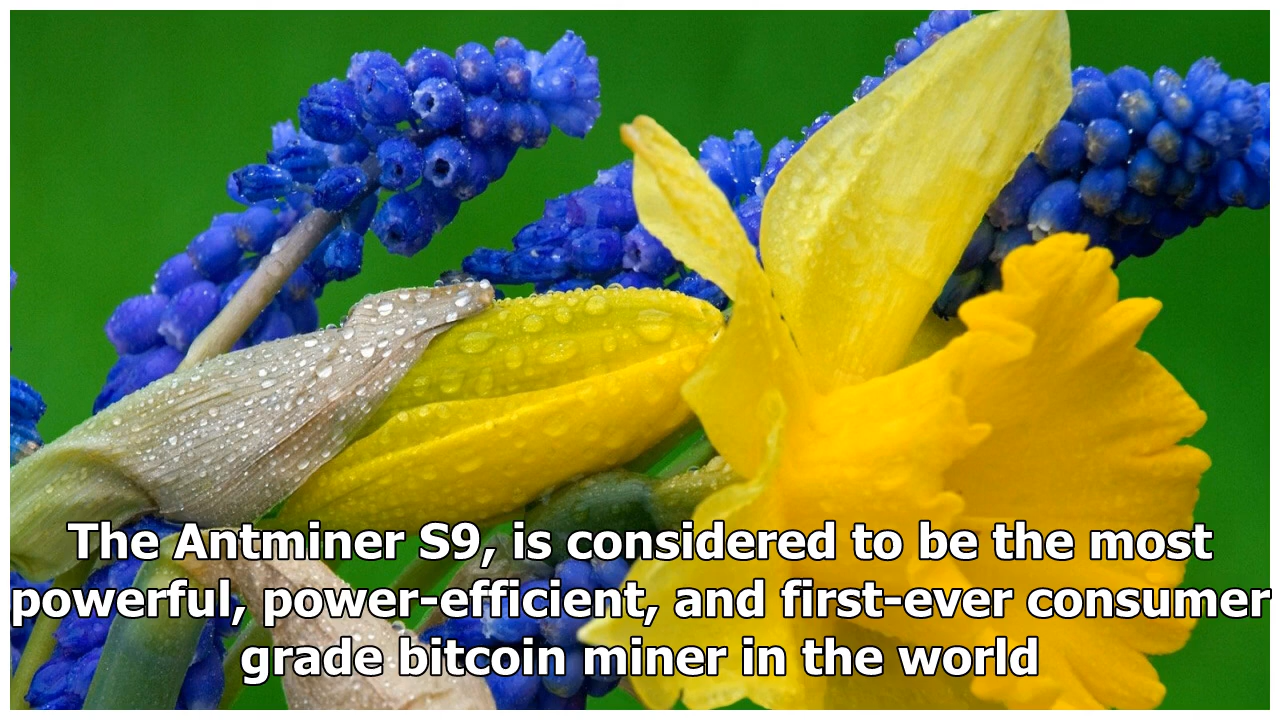 The Antminer S9, is considered to be the most
powerful, power-efficient, and first-ever consumer
grade bitcoin miner in the world